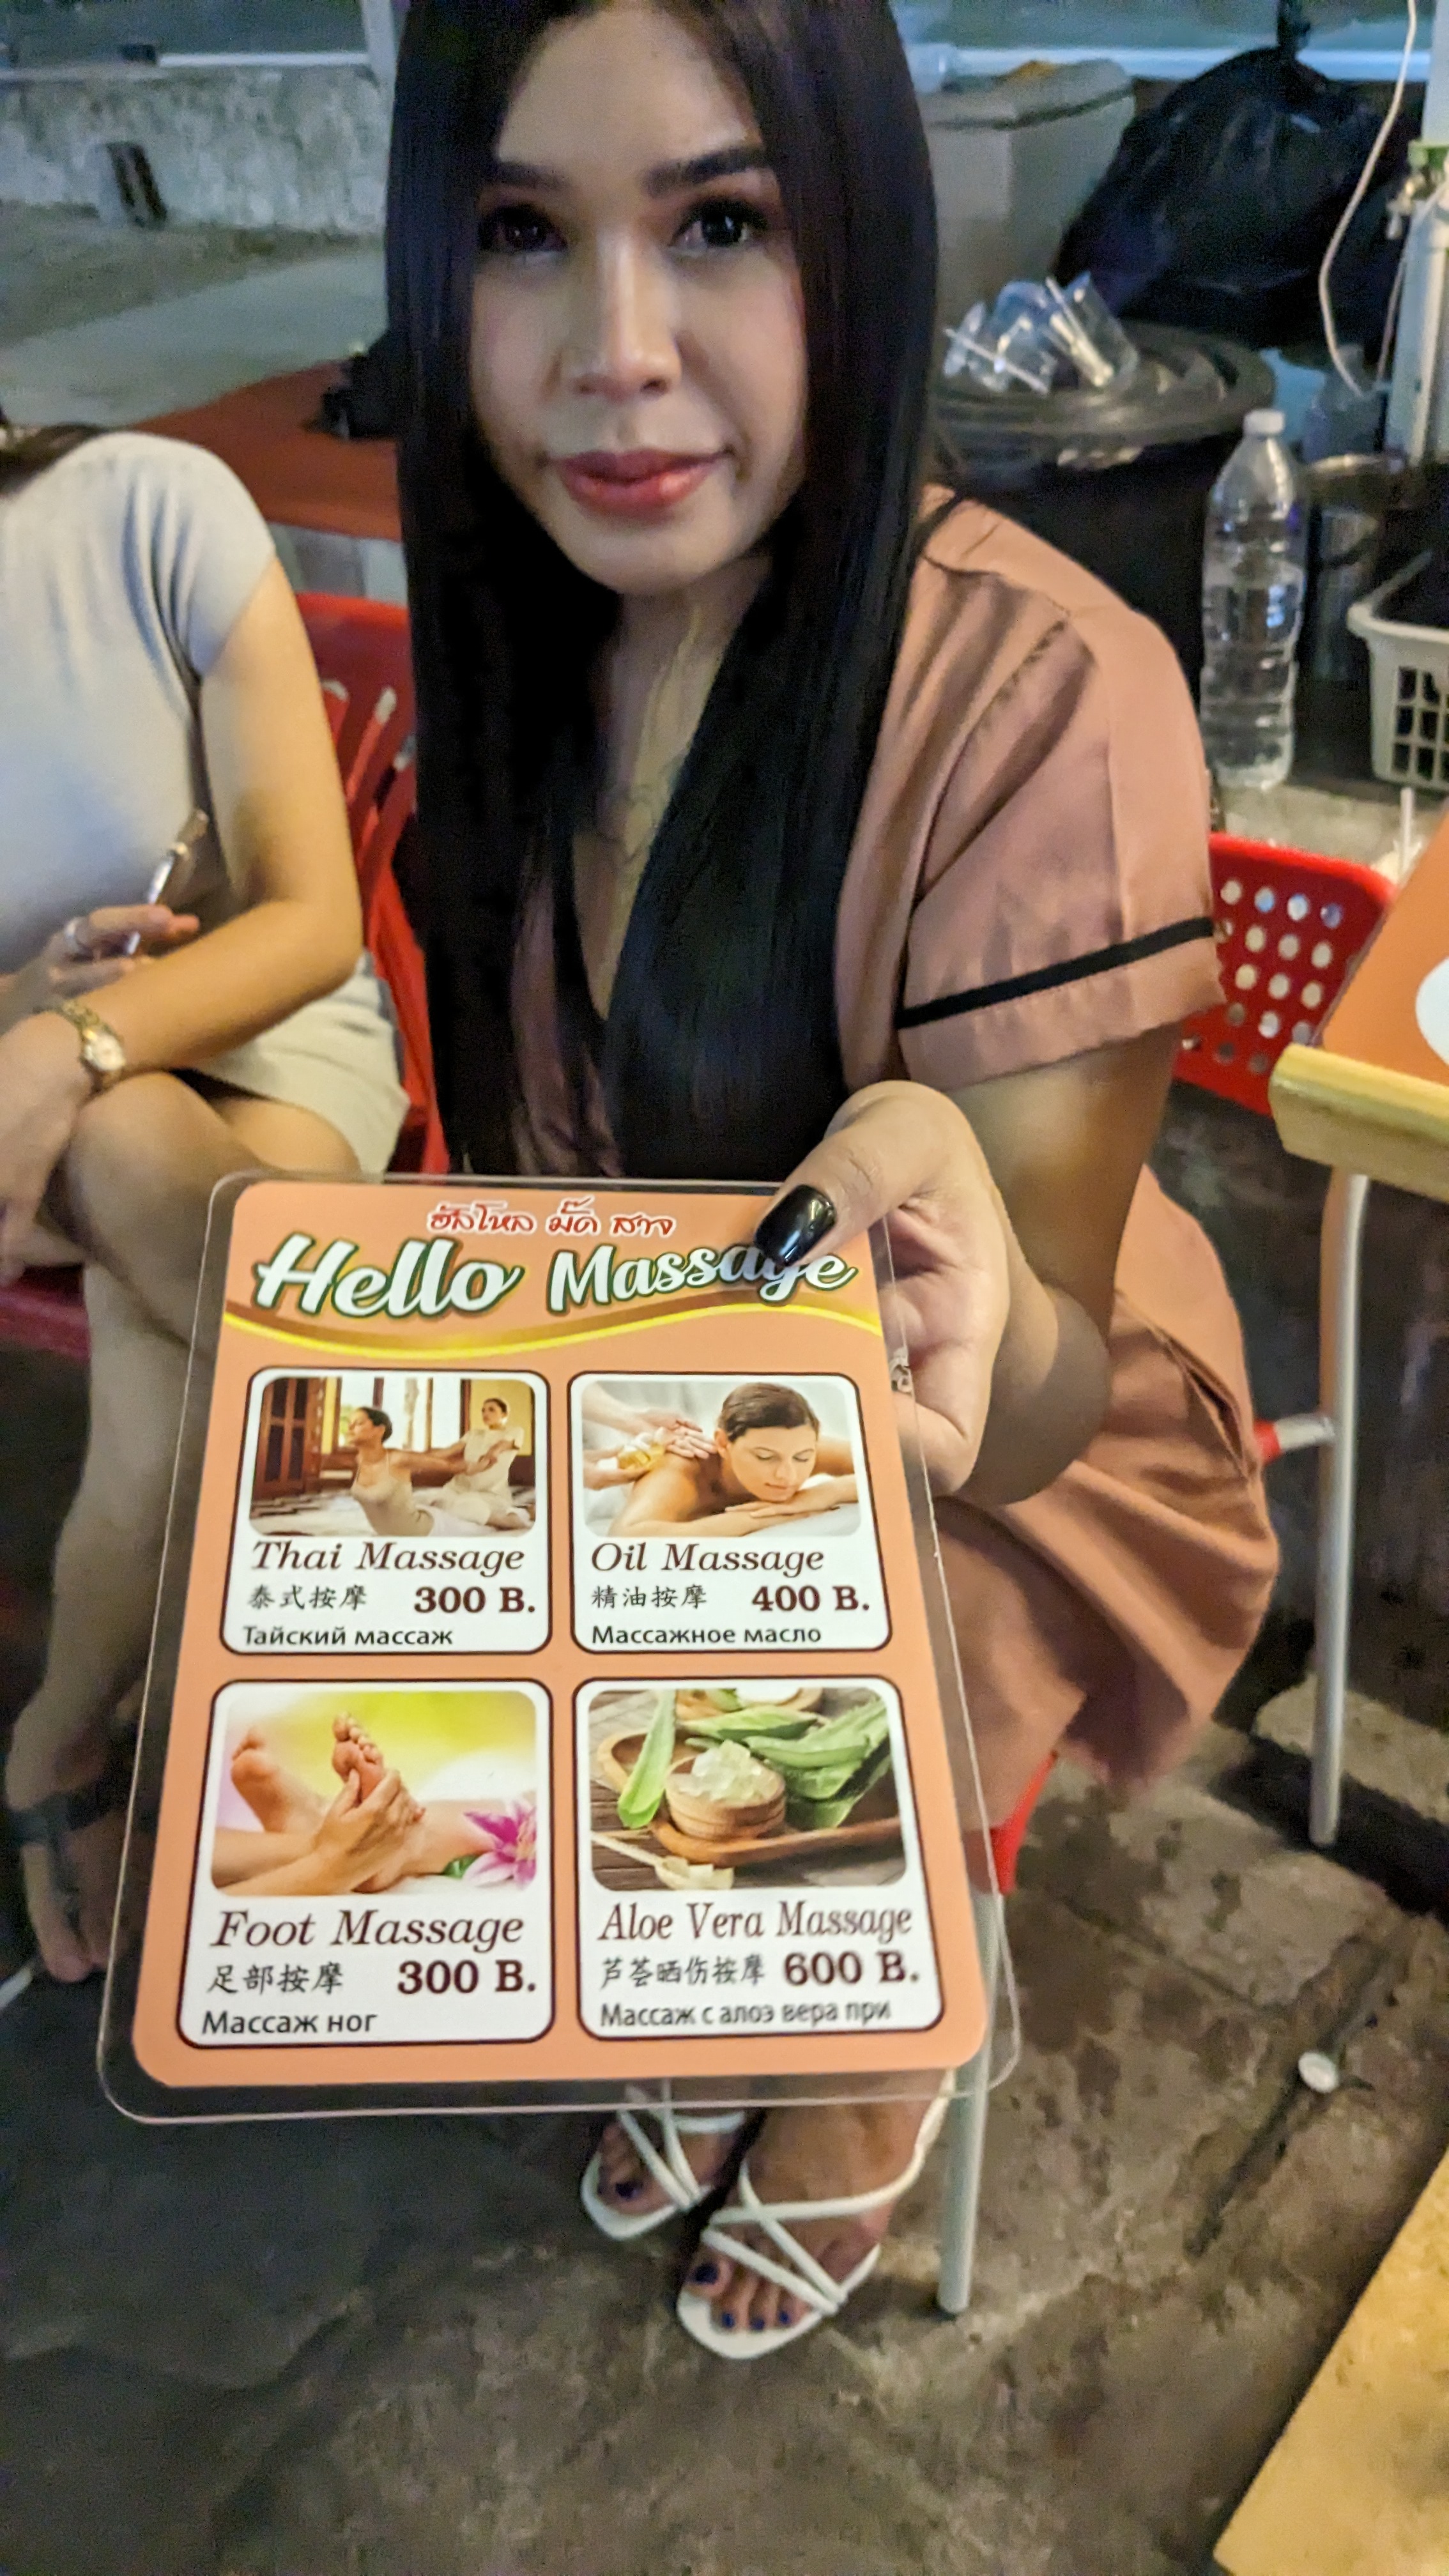 ฮัลโหล มั๊ด สาจ
Hello Massage
Thai Massage
泰式按摩 300 B.
Тайский массаж
Oil Massage
精油按摩 400 B.
Массажное масло
Foot Massage
足部按摩 300 B.
Массаж ног
Aloe Vera Massage
芦荟晒伤按摩 600 B.
Массаж с алоэ вера при